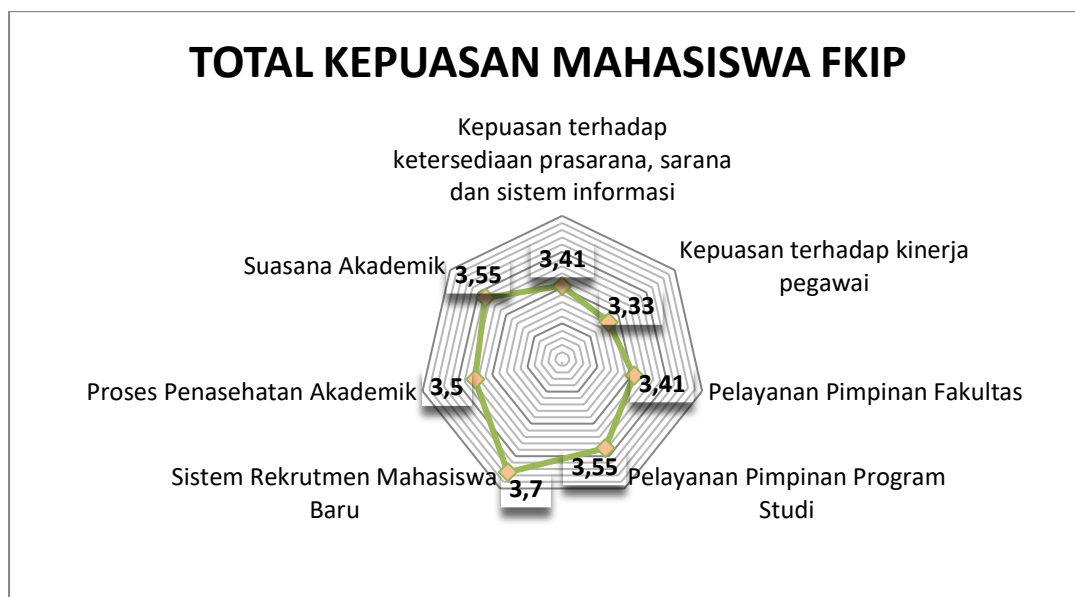 TOTAL KEPUASAN MAHASISWA FKIP
Kepuasan terhadap
ketersediaan prasarana, sarana
dan sistem informasi
Kepuasan terhadap kinerja
pegawai
Pelayanan Pimpinan Fakultas
Pelayanan Pimpinan Program
Studi
Sistem Rekrutmen Mahasiswa
Baru
Proses Penasehatan Akademik
Suasana Akademik
3,41
3,33
3,41
3,55
3,7
3,5
3,55